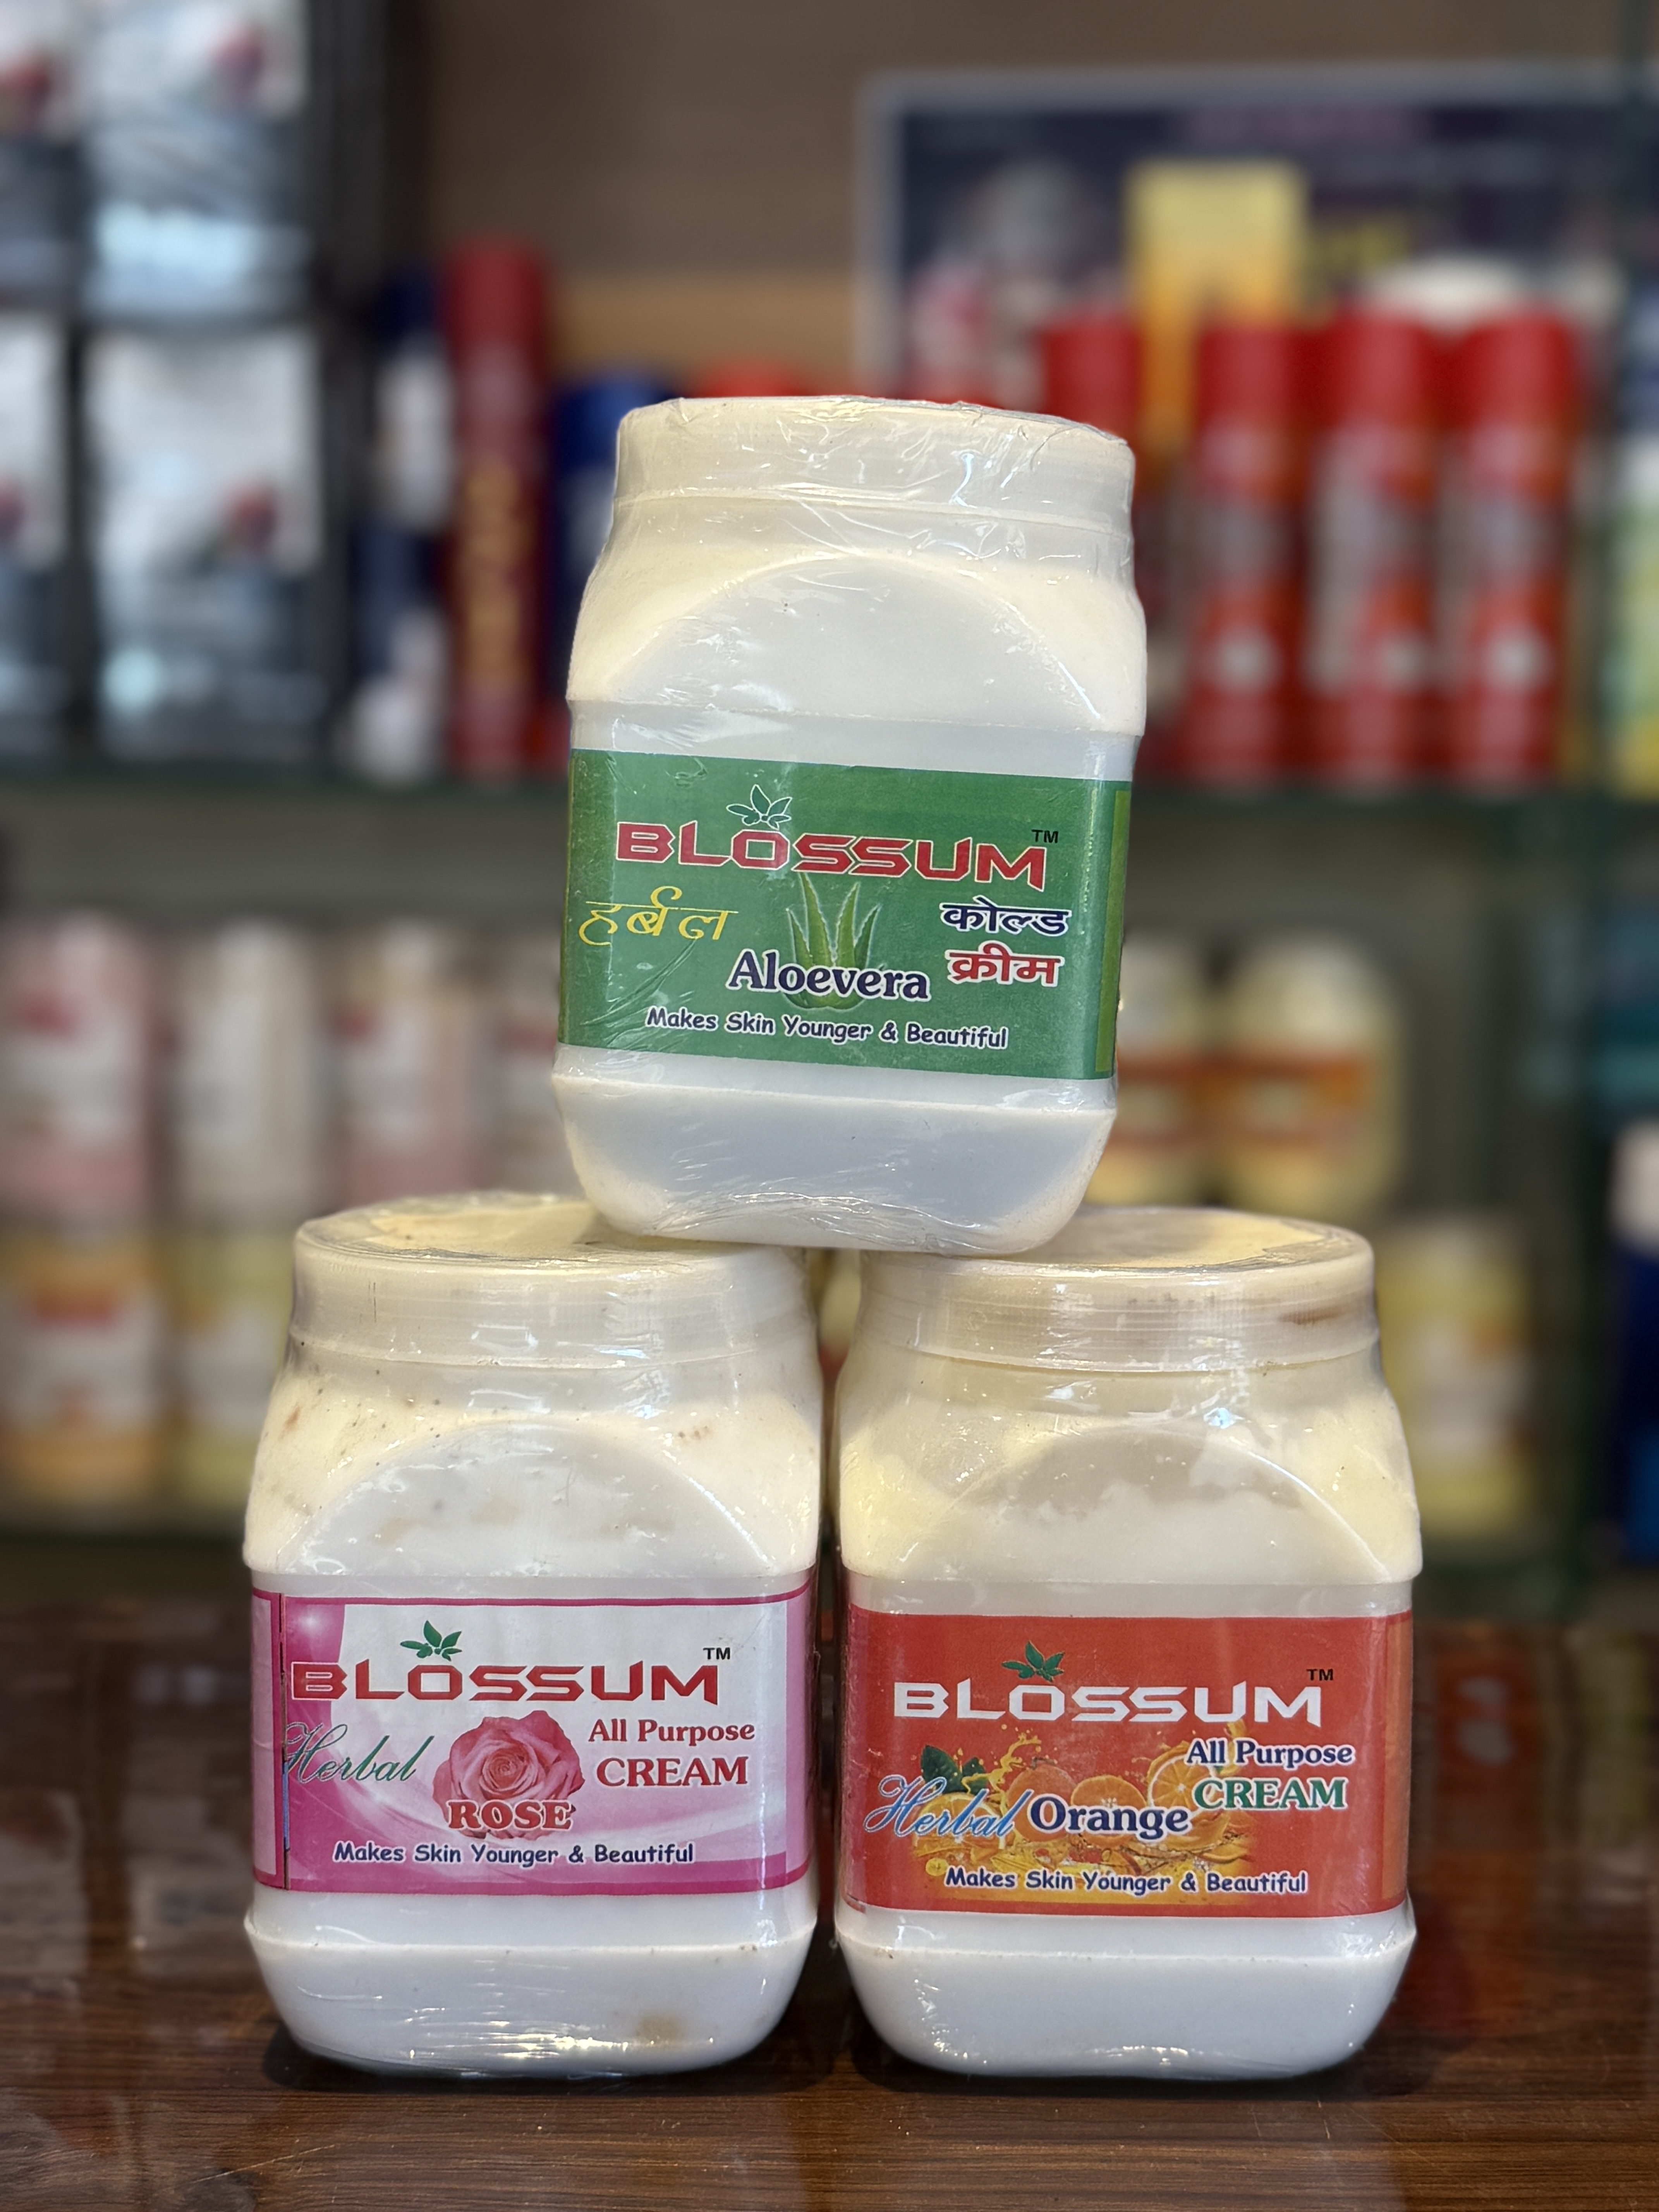 BLOSSUM™
हर्बल
कोल्ड
क्रीम
Aloevera
Makes Skin Younger & Beautiful
BLOSSUM™
Herbal
All Purpose
CREAM
ROSE
Makes Skin Younger & Beautiful
BLOSSUM™
All Purpose
CREAM
Herbal Orange
Makes Skin Younger & Beautiful